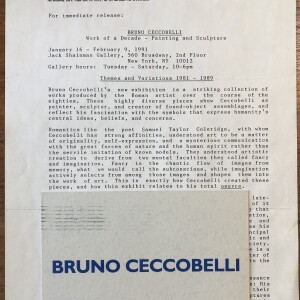 For immediate release:
BRUNO CECCOBELLI
Work of a Decade - Painting and Sculpture
January 16 - February 9, 1991
Jack Shainman Gallery, 560 Broadway, 2nd Floor
New York, NY 10012
Gallery hours: Tuesday - Saturday, 10-6pm
Themes and Variations 1981 - 1989
Bruno Ceccobelli's new exhibition is a striking collection of
works produced by the Roman artist over the course of the
eighties. These highly diverse pieces show Ceccobelli as
painter, sculptor, and creator of found-object assemblages, and
reflect his fascination with the symbols that express humanity's
central ideas, beliefs, and concerns.
Romantics like the poet Samuel Taylor Coleridge, with whom
Ceccobelli has strong affinities, understood art to be a matter
of originality, self-expression, and a mysterious connection
with the great forces of nature and the human spirit rather than
the servile imitation of known models. They understood artistic
creation to derive from two mental faculties they called fancy
and imagination. Fancy is the chaotic flow of images from
memory, what we today call the subconscious, while imagination
actively selects from among those images and shapes them into
the work of art. This is exactly how Ceccobelli created these
pieces, and how this exhibit relates to his total oeuvre.
BRUNO CECCOBELLI